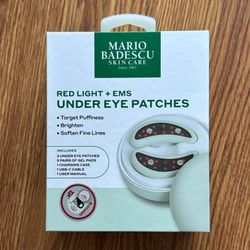 MARIO
BADESCU
SKIN CARE
Since 1967
RED LIGHT + EMS
UNDER EYE PATCHES
• Target Puffiness
• Brighten
• Soften Fine Lines
INCLUDES
2 UNDER EYE PATCHES
5 PAIRS OF GEL PADS
1 CHARGING CASE
1 USB-C CABLE
1 USER MANUAL